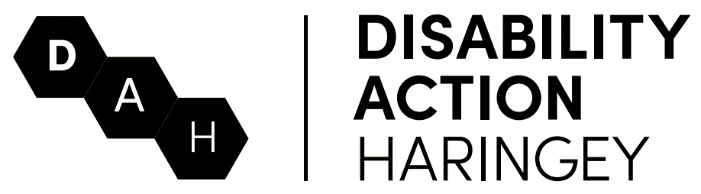 D
A
H
DISABILITY
ACTION
HARINGEY